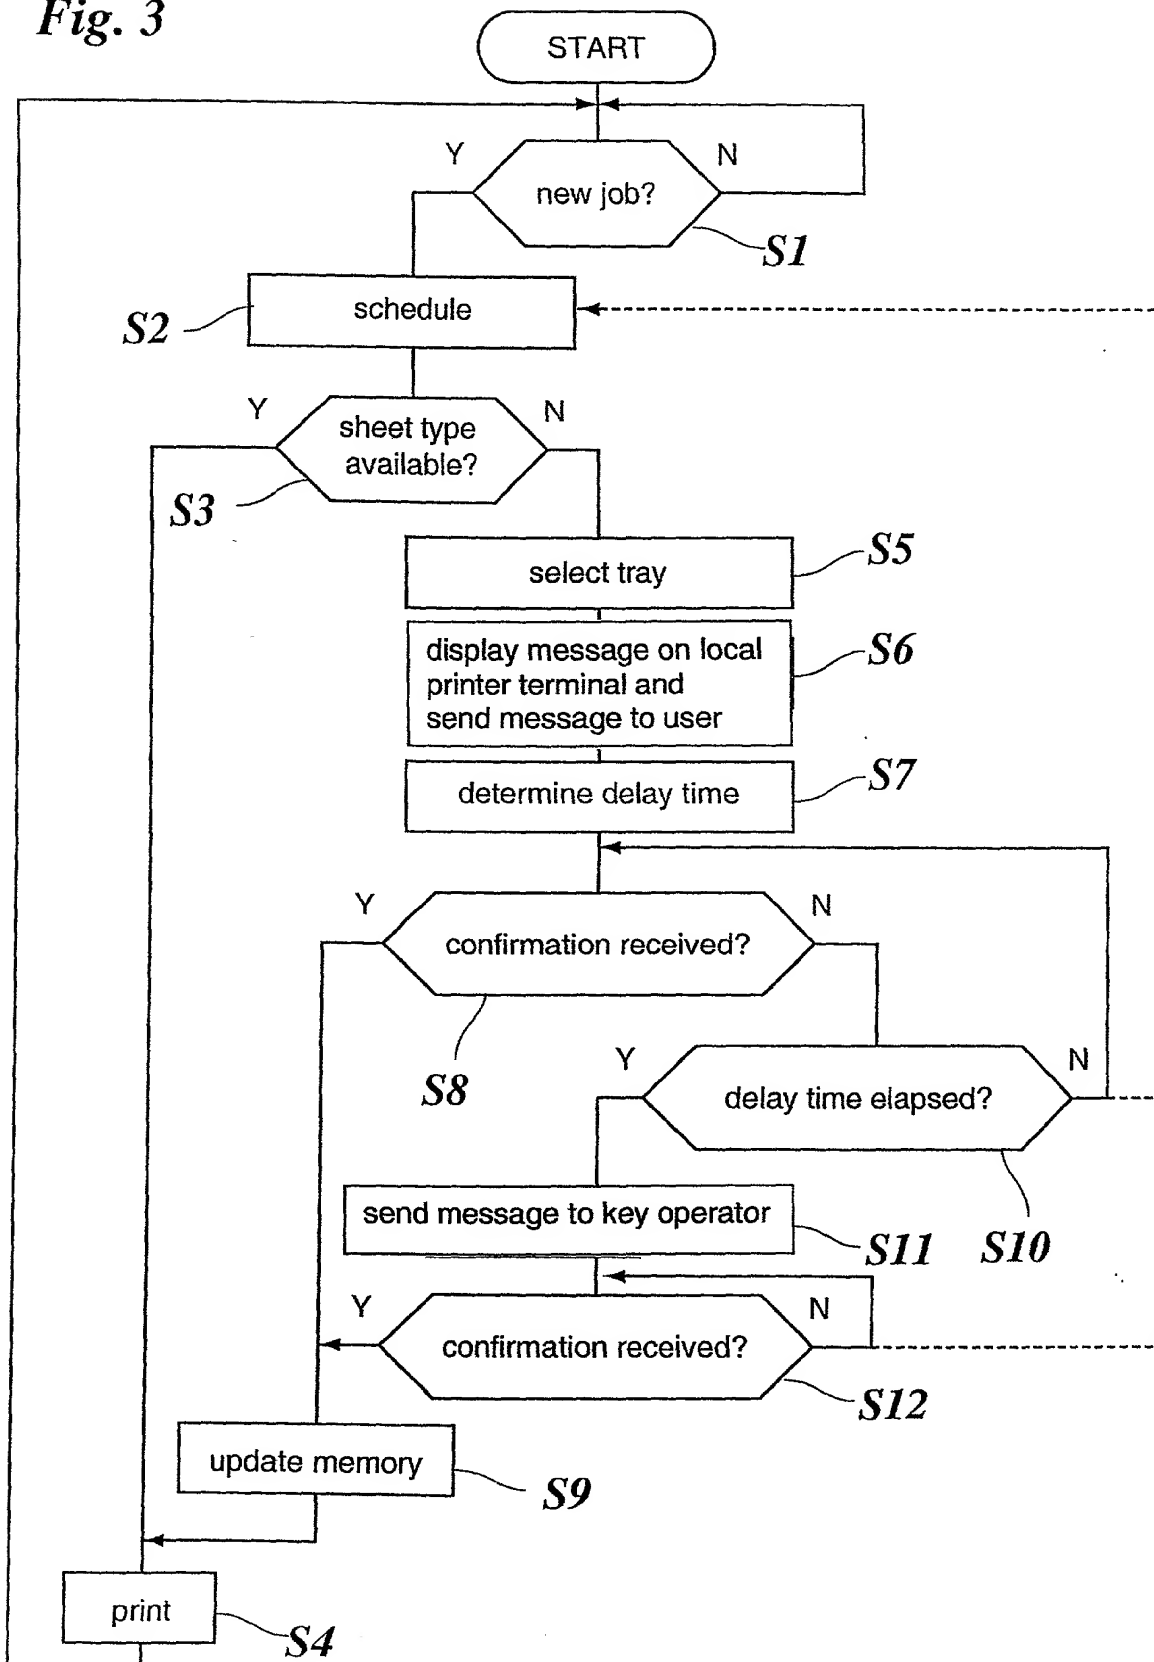 Fig. 3
START
Y
N
new job?
S1
schedule
S2
Y
N
sheet type
available?
S3
select tray
S5
display message on local
printer terminal and
send message to user
S6
determine delay time
S7
Y
N
confirmation received?
S8
Y
N
delay time elapsed?
S10
send message to key operator
S11
Y
N
confirmation received?
S12
update memory
S9
print
S4